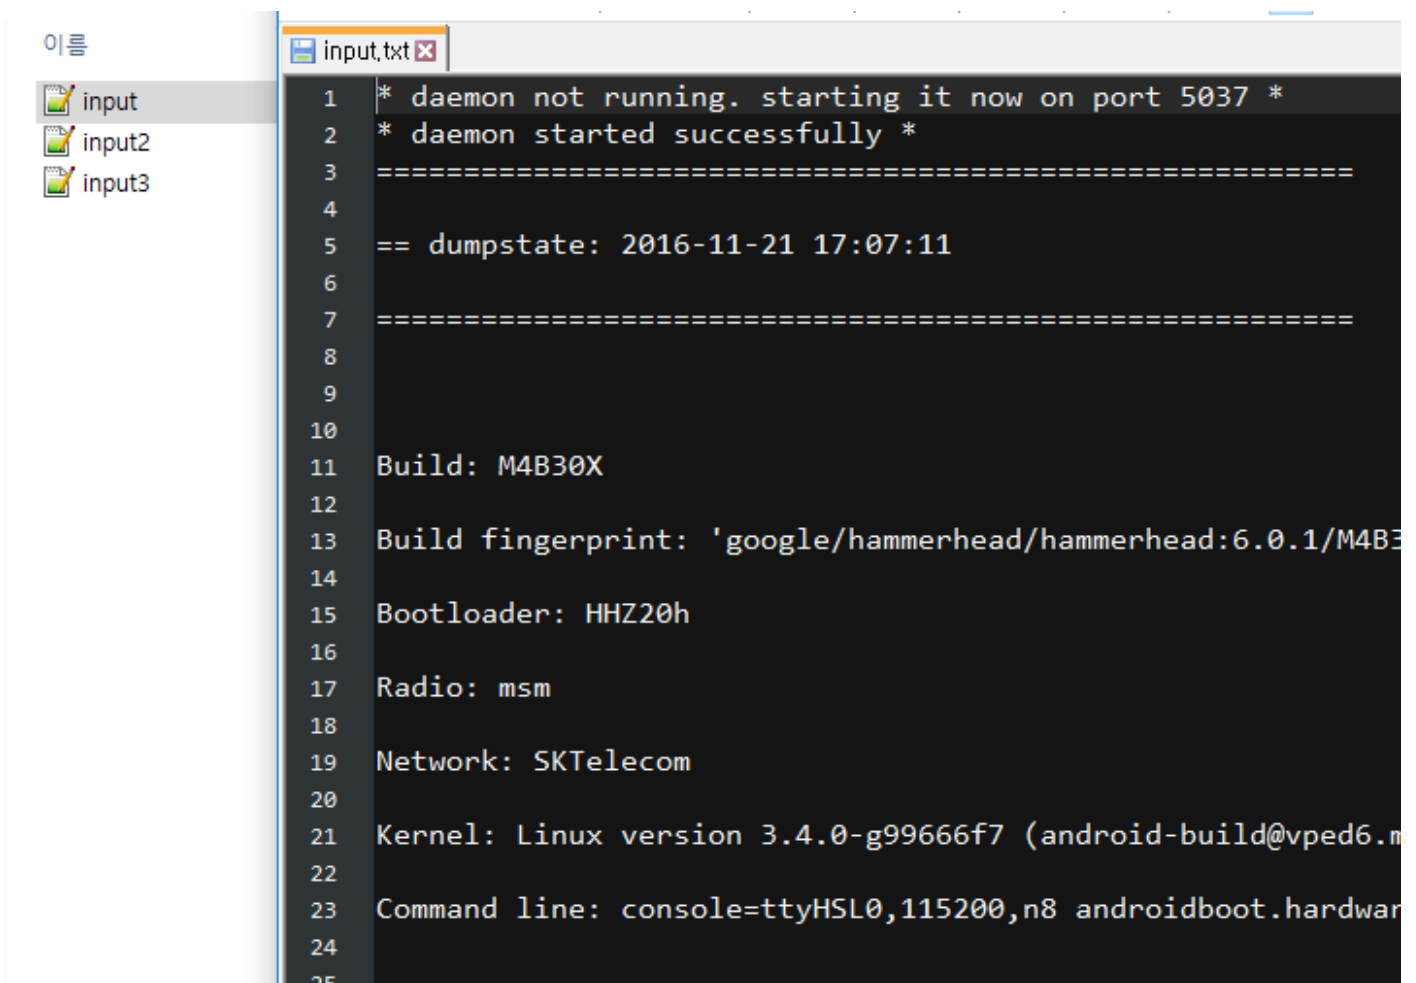 이름
input
input2
input3
input.txt
1 * daemon not running. starting it now on port 5037 *
2 * daemon started successfully *
3 ========================================================
4
5 == dumpstate: 2016-11-21 17:07:11
6
7 ========================================================
8
9
10
11 Build: M4B30X
12
13 Build fingerprint: 'google/hammerhead/hammerhead:6.0.1/M4B3
14
15 Bootloader: HHZ20h
16
17 Radio: msm
18
19 Network: SKTelecom
20
21 Kernel: Linux version 3.4.0-g99666f7 (android-build@vped6.m
22
23 Command line: console=ttyHSL0,115200,n8 androidboot.hardwar
24
25